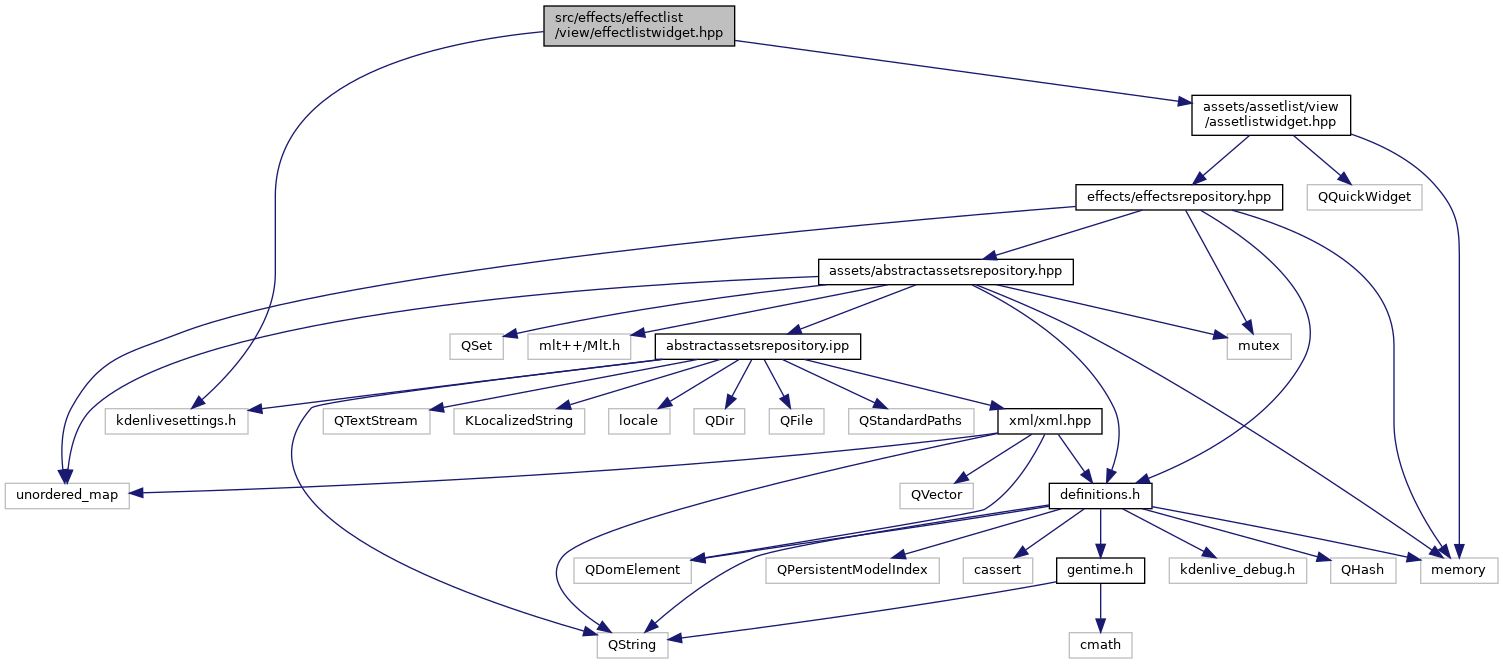 src/effects/effectlist
/view/effectlistwidget.hpp
assets/assetlist/view
/assetlistwidget.hpp
effects/effectsrepository.hpp
QQuickWidget
assets/abstractassetsrepository.hpp
QSet
mlt++/Mlt.h
abstractassetsrepository.ipp
mutex
kdenlivesettings.h
QTextStream
KLocalizedString
locale
QDir
QFile
QStandardPaths
xml/xml.hpp
unordered_map
QVector
definitions.h
QDomElement
QPersistentModelIndex
cassert
gentime.h
kdenlive_debug.h
QHash
memory
QString
cmath